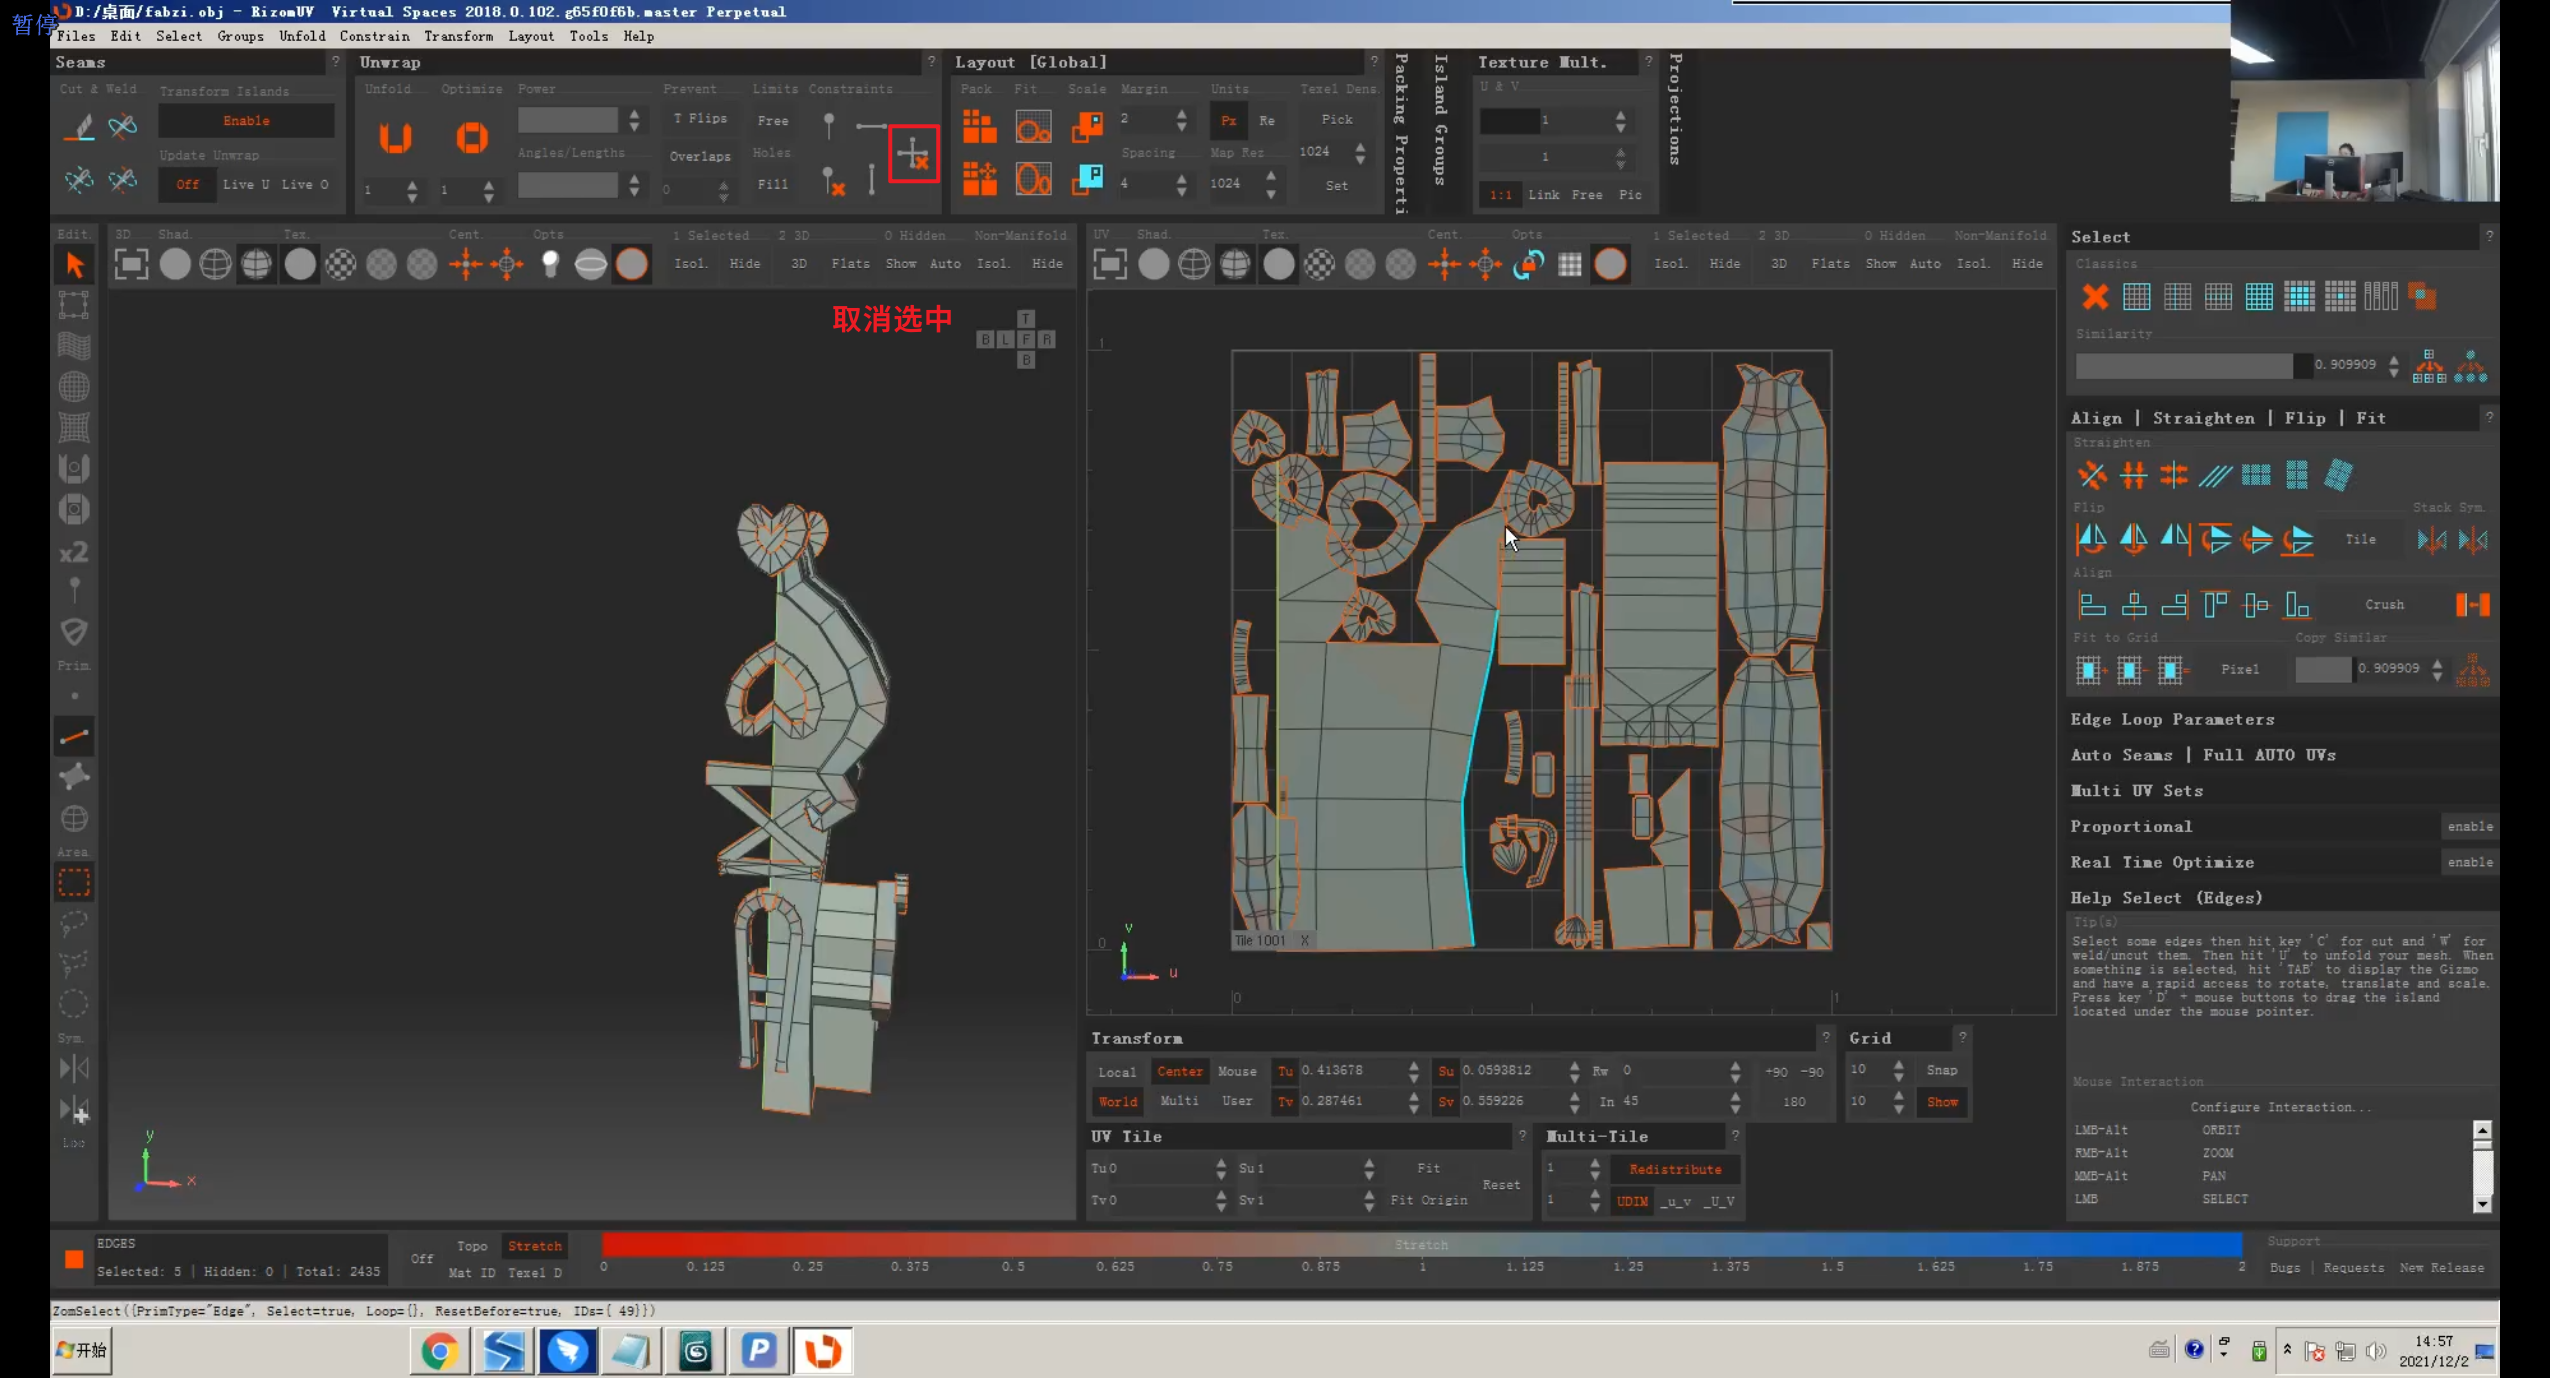 暂停
D:/桌面/fabzi.obj - RizomUV  Virtual Spaces 2018.0.102.g65f0f6b.master Perpetual
Files Edit Select Groups Unfold Constrain Transform Layout Tools Help
Seams ?
Unwrap ?
Layout [Global] ?
Packing Properti
Island Groups
Texture Mult. ?
Projections
Cut & Weld Transform Islands
Enable
Update Unwrap
Off Live U Live O
Unfold Optimize Power Prevent Limits Constraints
T Flips Free
Angles/Lengths Overlaps Holes
1 1 0 Fill
Pack Fit Scale Margin Units Texel Dens.
2 Px Re Pick
Spacing Map Rez 1024
4 1024 Set
U & V
1
1
1:1 Link Free Pic
Edit. 3D Shad. Tex. Cent. Opts 1 Selected 2 3D 0 Hidden Non-Manifold
Isol. Hide 3D Flats Show Auto Isol. Hide
UV Shad. Tex. Cent. Opts 1 Selected 2 3D 0 Hidden Non-Manifold
Isol. Hide 3D Flats Show Auto Isol. Hide
取消选中
T
B L F R
B
x2
Prim.
Area
Sym.
Loc
y
x
1
0
Tile 1001 X
v
u
0 1
Select ?
Classics
Similarity
0.909909
Align | Straighten | Flip | Fit ?
Straighten
Flip Stack Sym.
Tile
Align
Crush
Fit to Grid Copy Similar
Pixel 0.909909
Edge Loop Parameters
Auto Seams | Full AUTO UVs
Multi UV Sets
Proportional enable
Real Time Optimize enable
Help Select (Edges)
Tip(s)
Select some edges then hit key 'C' for cut and 'W' for
weld/uncut them. Then hit 'U' to unfold your mesh. When
something is selected, hit 'TAB' to display the Gizmo
and have a rapid access to rotate, translate and scale.
Press key 'D' + mouse buttons to drag the island
located under the mouse pointer.
Mouse Interaction
Configure Interaction...
LMB-Alt ORBIT
RMB-Alt ZOOM
MMB-Alt PAN
LMB SELECT
Transform ?
Grid ?
Local Center Mouse Tu 0.413678 Su 0.0593812 Rw 0 +90 -90
World Multi User Tv 0.287461 Sv 0.559226 In 45 180
10 Snap
10 Show
UV Tile ?
Multi-Tile ?
Tu 0 Su 1 Fit
Reset
Tv 0 Sv 1 Fit Origin
1 Redistribute
1 UDIM _u_v _U_V
EDGES
Selected: 5 | Hidden: 0 | Total: 2435
Off Topo Stretch
Mat ID Texel D
Stretch
0 0.125 0.25 0.375 0.5 0.625 0.75 0.875 1 1.125 1.25 1.375 1.5 1.625 1.75 1.875 2
Support
Bugs | Requests New Release
ZomSelect({PrimType="Edge", Select=true, Loop={}, ResetBefore=true, IDs={ 49}})
开始
14:57
2021/12/2